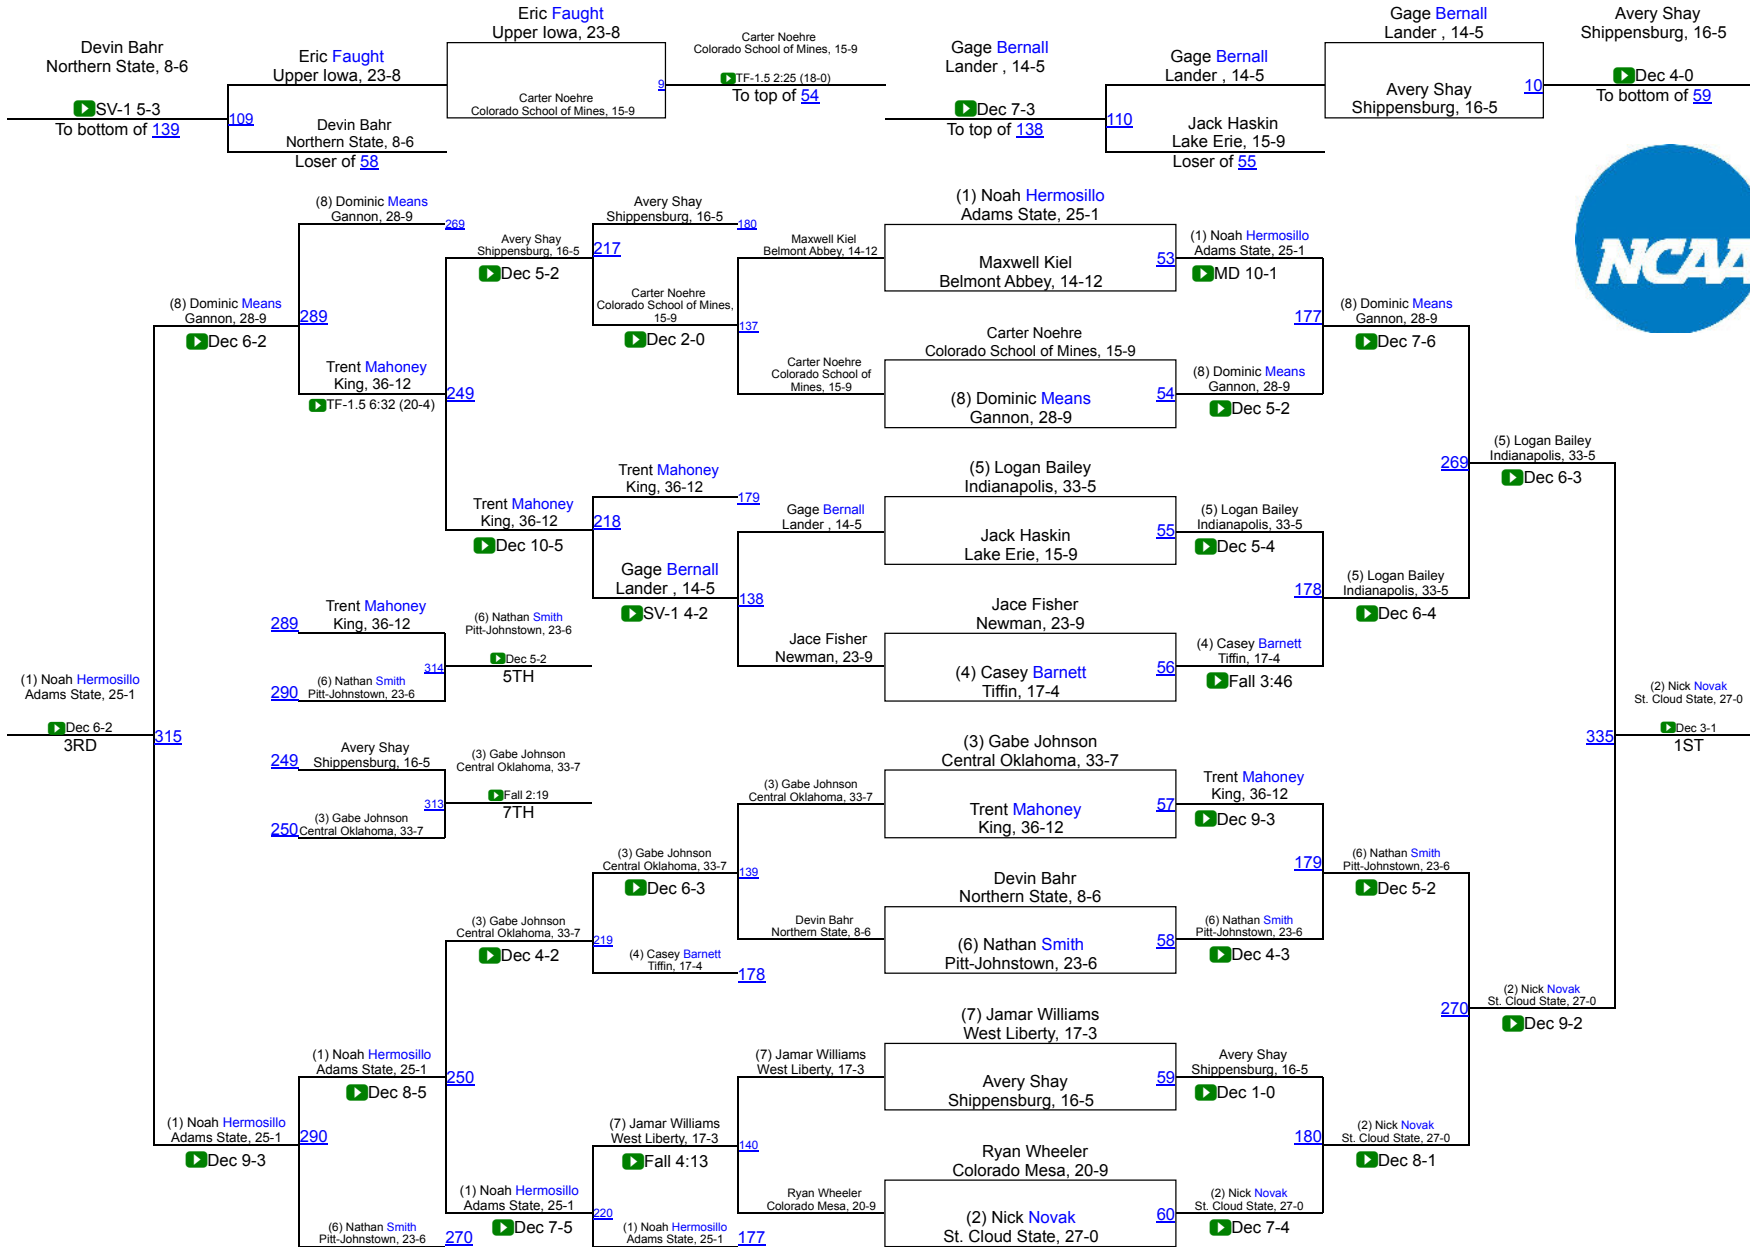 Devin Bahr
Northern State, 8-6
SV-1 5-3
To bottom of 139
Eric Faught
Upper Iowa, 23-8
109
Devin Bahr
Northern State, 8-6
Loser of 58
Eric Faught
Upper Iowa, 23-8
Carter Noehre
Colorado School of Mines, 15-9
9
Carter Noehre
Colorado School of Mines, 15-9
TF-1.5 2:25 (18-0)
To top of 54
Gage Bernall
Lander , 14-5
Dec 7-3
To top of 138
Gage Bernall
Lander , 14-5
110
Jack Haskin
Lake Erie, 15-9
Loser of 55
Gage Bernall
Lander , 14-5
Avery Shay
Shippensburg, 16-5
10
Avery Shay
Shippensburg, 16-5
Dec 4-0
To bottom of 59
NCAA
(1) Noah Hermosillo
Adams State, 25-1
Maxwell Kiel
Belmont Abbey, 14-12
53
Carter Noehre
Colorado School of Mines, 15-9
(8) Dominic Means
Gannon, 28-9
54
(5) Logan Bailey
Indianapolis, 33-5
Jack Haskin
Lake Erie, 15-9
55
Jace Fisher
Newman, 23-9
(4) Casey Barnett
Tiffin, 17-4
56
(3) Gabe Johnson
Central Oklahoma, 33-7
Trent Mahoney
King, 36-12
57
Devin Bahr
Northern State, 8-6
(6) Nathan Smith
Pitt-Johnstown, 23-6
58
(7) Jamar Williams
West Liberty, 17-3
Avery Shay
Shippensburg, 16-5
59
Ryan Wheeler
Colorado Mesa, 20-9
(2) Nick Novak
St. Cloud State, 27-0
60
(1) Noah Hermosillo
Adams State, 25-1
MD 10-1
177
(8) Dominic Means
Gannon, 28-9
Dec 5-2
(5) Logan Bailey
Indianapolis, 33-5
Dec 5-4
178
(4) Casey Barnett
Tiffin, 17-4
Fall 3:46
Trent Mahoney
King, 36-12
Dec 9-3
179
(6) Nathan Smith
Pitt-Johnstown, 23-6
Dec 4-3
Avery Shay
Shippensburg, 16-5
Dec 1-0
180
(2) Nick Novak
St. Cloud State, 27-0
Dec 7-4
(8) Dominic Means
Gannon, 28-9
Dec 7-6
269
(5) Logan Bailey
Indianapolis, 33-5
Dec 6-4
(6) Nathan Smith
Pitt-Johnstown, 23-6
Dec 5-2
270
(2) Nick Novak
St. Cloud State, 27-0
Dec 8-1
(5) Logan Bailey
Indianapolis, 33-5
Dec 6-3
335
(2) Nick Novak
St. Cloud State, 27-0
Dec 9-2
(2) Nick Novak
St. Cloud State, 27-0
Dec 3-1
1ST
Maxwell Kiel
Belmont Abbey, 14-12
137
Carter Noehre
Colorado School of
Mines, 15-9
Gage Bernall
Lander , 14-5
138
Jace Fisher
Newman, 23-9
(3) Gabe Johnson
Central Oklahoma, 33-7
139
Devin Bahr
Northern State, 8-6
(7) Jamar Williams
West Liberty, 17-3
140
Ryan Wheeler
Colorado Mesa, 20-9
Avery Shay
Shippensburg, 16-5
180
217
Carter Noehre
Colorado School of Mines,
15-9
Dec 2-0
Trent Mahoney
King, 36-12
179
218
Gage Bernall
Lander , 14-5
SV-1 4-2
(3) Gabe Johnson
Central Oklahoma, 33-7
Dec 6-3
219
(4) Casey Barnett
Tiffin, 17-4
178
(7) Jamar Williams
West Liberty, 17-3
Fall 4:13
220
(1) Noah Hermosillo
Adams State, 25-1
177
Avery Shay
Shippensburg, 16-5
Dec 5-2
249
Trent Mahoney
King, 36-12
Dec 10-5
(3) Gabe Johnson
Central Oklahoma, 33-7
Dec 4-2
250
(1) Noah Hermosillo
Adams State, 25-1
Dec 7-5
(8) Dominic Means
Gannon, 28-9
269
289
Trent Mahoney
King, 36-12
TF-1.5 6:32 (20-4)
(1) Noah Hermosillo
Adams State, 25-1
Dec 8-5
290
(6) Nathan Smith
Pitt-Johnstown, 23-6
270
(8) Dominic Means
Gannon, 28-9
Dec 6-2
315
(1) Noah Hermosillo
Adams State, 25-1
Dec 9-3
(1) Noah Hermosillo
Adams State, 25-1
Dec 6-2
3RD
289
Trent Mahoney
King, 36-12
314
290
(6) Nathan Smith
Pitt-Johnstown, 23-6
(6) Nathan Smith
Pitt-Johnstown, 23-6
Dec 5-2
5TH
249
Avery Shay
Shippensburg, 16-5
313
250
(3) Gabe Johnson
Central Oklahoma, 33-7
(3) Gabe Johnson
Central Oklahoma, 33-7
Fall 2:19
7TH